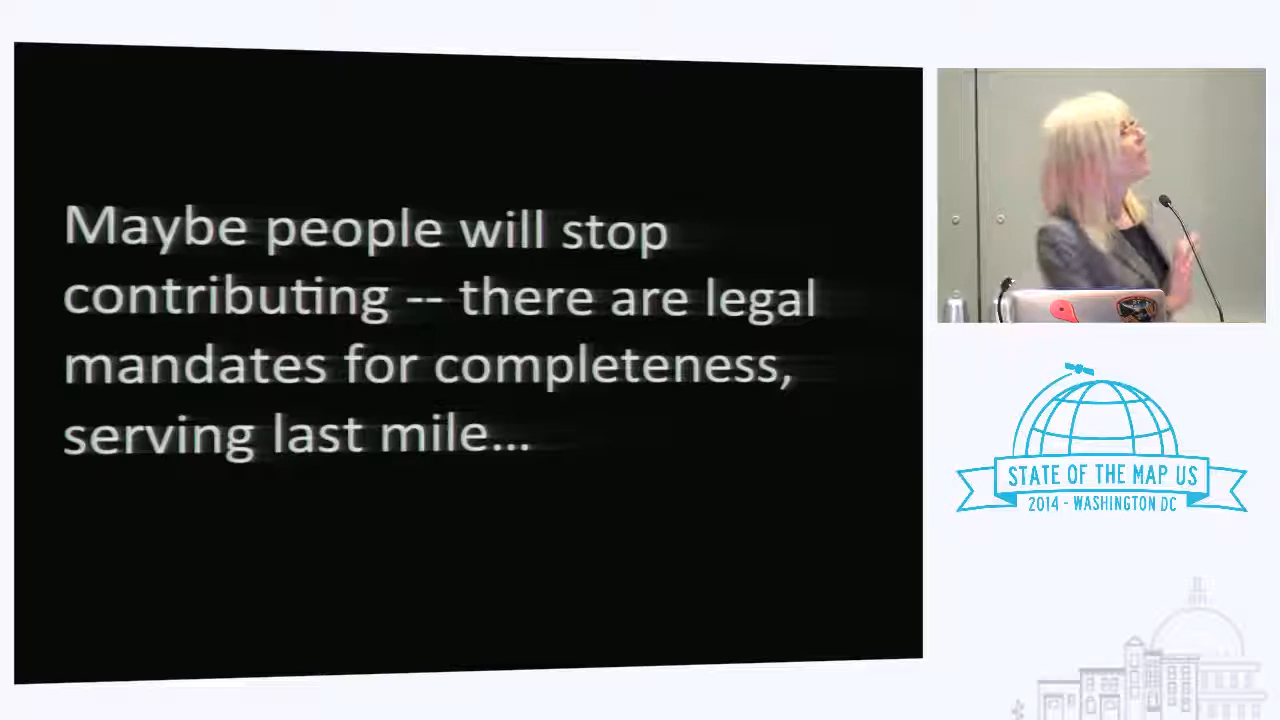 Maybe people will stop
contributing -- there are legal
mandates for completeness,
serving last mile...
STATE OF THE MAP US
2014 - WASHINGTON DC